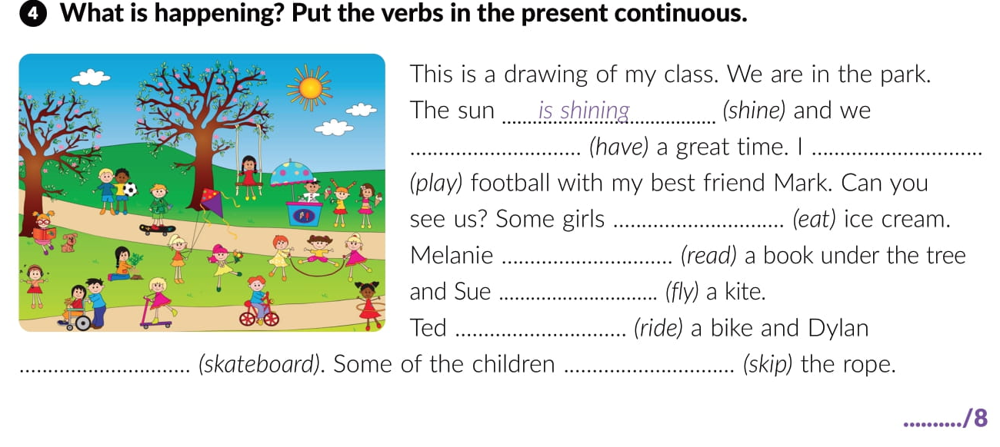 4 What is happening? Put the verbs in the present continuous.
This is a drawing of my class. We are in the park.
The sun ......is shining.................. (shine) and we
.............................. (have) a great time. I ..............................
(play) football with my best friend Mark. Can you
see us? Some girls .............................. (eat) ice cream.
Melanie .............................. (read) a book under the tree
and Sue ............................ (fly) a kite.
Ted .............................. (ride) a bike and Dylan
.............................. (skateboard). Some of the children .............................. (skip) the rope.
........../8